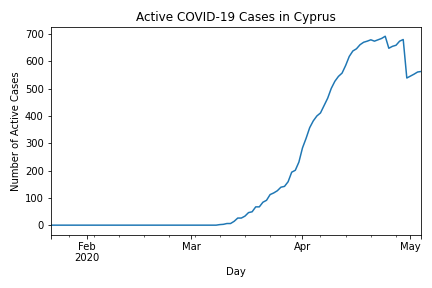 Active COVID-19 Cases in Cyprus
Number of Active Cases
700
600
500
400
300
200
100
0
Feb
2020
Mar
Apr
May
Day